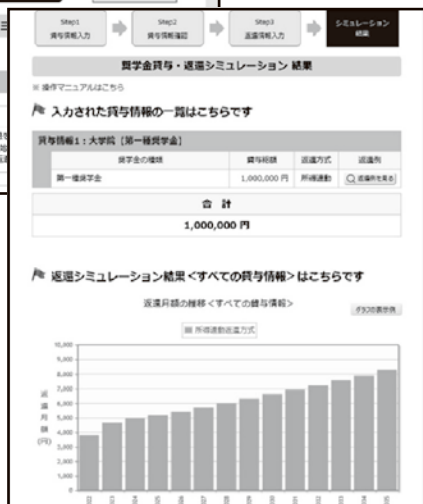 Step1
貸与情報入力
Step2
貸与情報確認
Step3
返還情報入力
シミュレーション
結果
奨学金貸与・返還シミュレーション 結果
※ 操作マニュアルはこちら
入力された貸与情報の一覧はこちらです
貸与情報1：大学院［第一種奨学金］
奨学金の種類 貸与総額 返還方式 返還例
第一種奨学金 1,000,000 円 所得連動 返還例を見る
合 計
1,000,000 円
返還シミュレーション結果＜すべての貸与情報＞はこちらです
返還月額の推移＜すべての貸与情報＞
グラフの表示例
所得連動返還方式
返還月額(円)
10,000
9,000
8,000
7,000
6,000
5,000
4,000
3,000
2,000
1,000
0